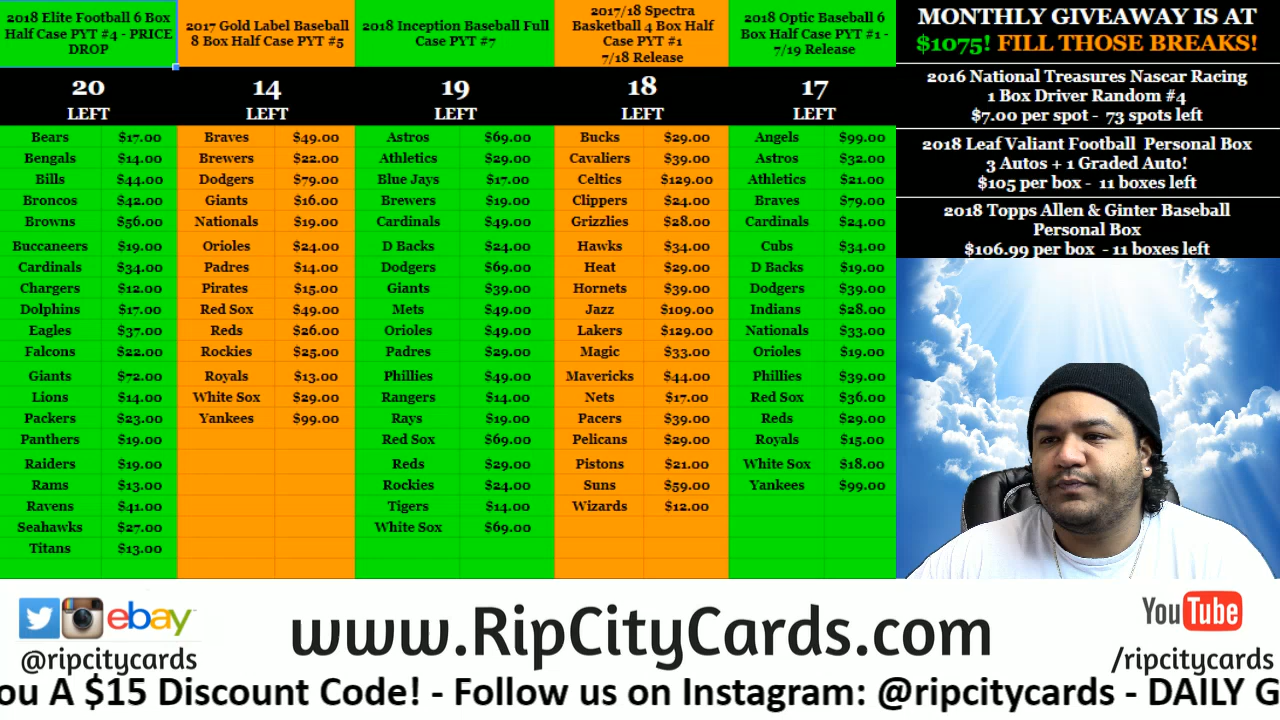 2018 Elite Football 6 Box
Half Case PYT #4 - PRICE
DROP
20
LEFT
Bears $17.00
Bengals $14.00
Bills $44.00
Broncos $42.00
Browns $56.00
Buccaneers $19.00
Cardinals $34.00
Chargers $12.00
Dolphins $17.00
Eagles $37.00
Falcons $22.00
Giants $72.00
Lions $14.00
Packers $23.00
Panthers $19.00
Raiders $19.00
Rams $13.00
Ravens $41.00
Seahawks $27.00
Titans $13.00
2017 Gold Label Baseball
8 Box Half Case PYT #5
14
LEFT
Braves $49.00
Brewers $22.00
Dodgers $79.00
Giants $16.00
Nationals $19.00
Orioles $24.00
Padres $14.00
Pirates $15.00
Red Sox $49.00
Reds $26.00
Rockies $25.00
Royals $13.00
White Sox $29.00
Yankees $99.00
2018 Inception Baseball Full
Case PYT #7
19
LEFT
Astros $69.00
Athletics $29.00
Blue Jays $17.00
Brewers $19.00
Cardinals $49.00
D Backs $24.00
Dodgers $69.00
Giants $39.00
Mets $49.00
Orioles $49.00
Padres $29.00
Phillies $49.00
Rangers $14.00
Rays $19.00
Red Sox $69.00
Reds $29.00
Rockies $24.00
Tigers $14.00
White Sox $69.00
2017/18 Spectra
Basketball 4 Box Half
Case PYT #1
7/18 Release
18
LEFT
Bucks $29.00
Cavaliers $39.00
Celtics $129.00
Clippers $24.00
Grizzlies $28.00
Hawks $34.00
Heat $29.00
Hornets $39.00
Jazz $109.00
Lakers $129.00
Magic $33.00
Mavericks $44.00
Nets $17.00
Pacers $39.00
Pelicans $29.00
Pistons $21.00
Suns $59.00
Wizards $12.00
2018 Optic Baseball 6
Box Half Case PYT #1 -
7/19 Release
17
LEFT
Angels $99.00
Astros $32.00
Athletics $21.00
Braves $79.00
Cardinals $24.00
Cubs $34.00
D Backs $19.00
Dodgers $39.00
Indians $28.00
Nationals $33.00
Orioles $19.00
Phillies $39.00
Red Sox $36.00
Reds $29.00
Royals $15.00
White Sox $18.00
Yankees $99.00
MONTHLY GIVEAWAY IS AT
$1075! FILL THOSE BREAKS!
2016 National Treasures Nascar Racing
1 Box Driver Random #4
$7.00 per spot - 73 spots left
2018 Leaf Valiant Football Personal Box
3 Autos + 1 Graded Auto!
$105 per box - 11 boxes left
2018 Topps Allen & Ginter Baseball
Personal Box
$106.99 per box - 11 boxes left
ebay
@ripcitycards
www.RipCityCards.com
YouTube
/ripcitycards
ou A $15 Discount Code! - Follow us on Instagram: @ripcitycards - DAILY G